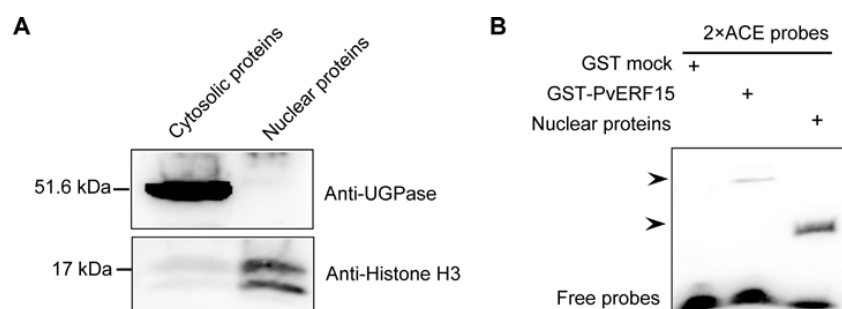 A
Cytosolic proteins
Nuclear proteins
51.6 kDa
Anti-UGPase
17 kDa
Anti-Histone H3
B
2×ACE probes
GST mock +
GST-PvERF15 +
Nuclear proteins +
Free probes